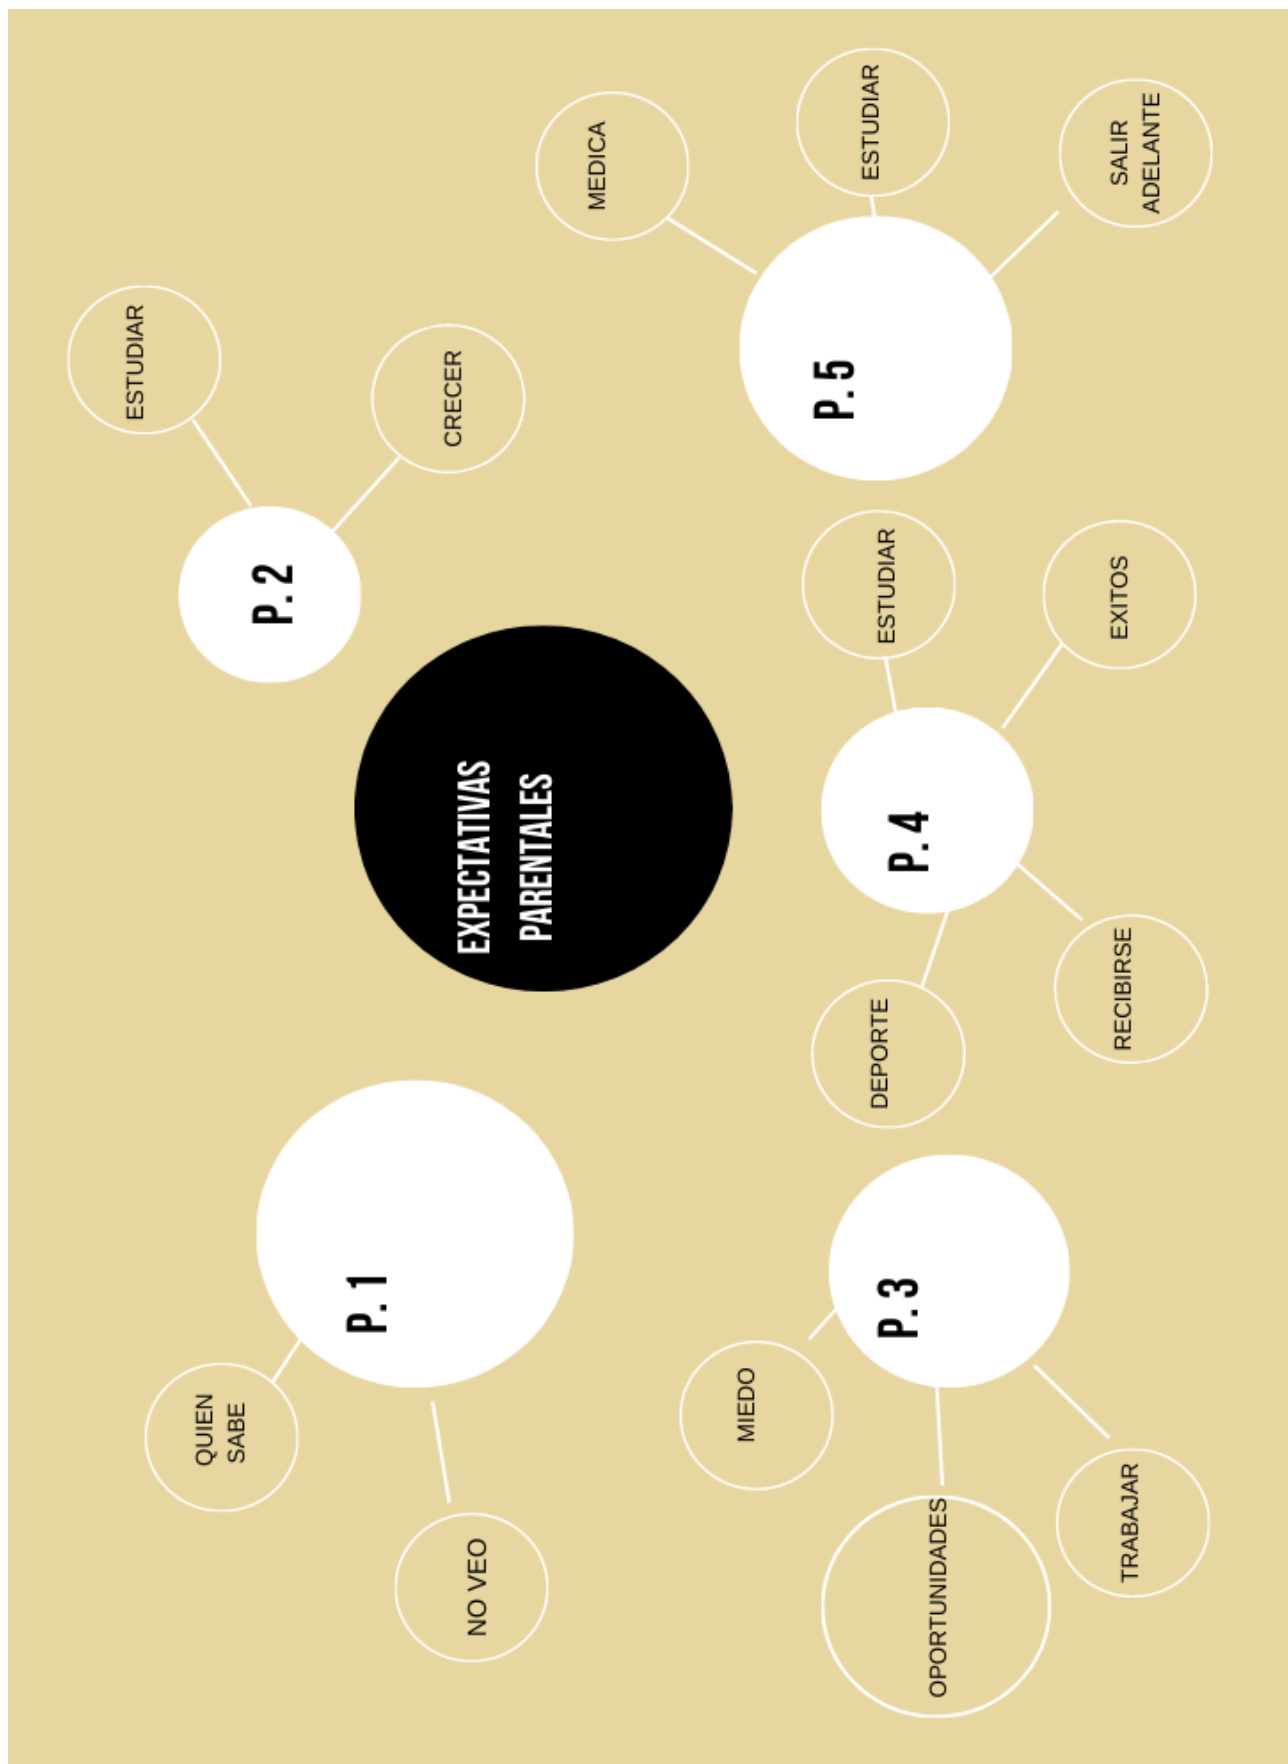 QUIEN
SABE
NO VEO
P. 1
EXPECTATIVAS
PARENTALES
P. 2
ESTUDIAR
CRECER
MIEDO
OPORTUNIDADES
TRABAJAR
P. 3
DEPORTE
RECIBIRSE
P. 4
ESTUDIAR
EXITOS
P. 5
MEDICA
ESTUDIAR
SALIR
ADELANTE